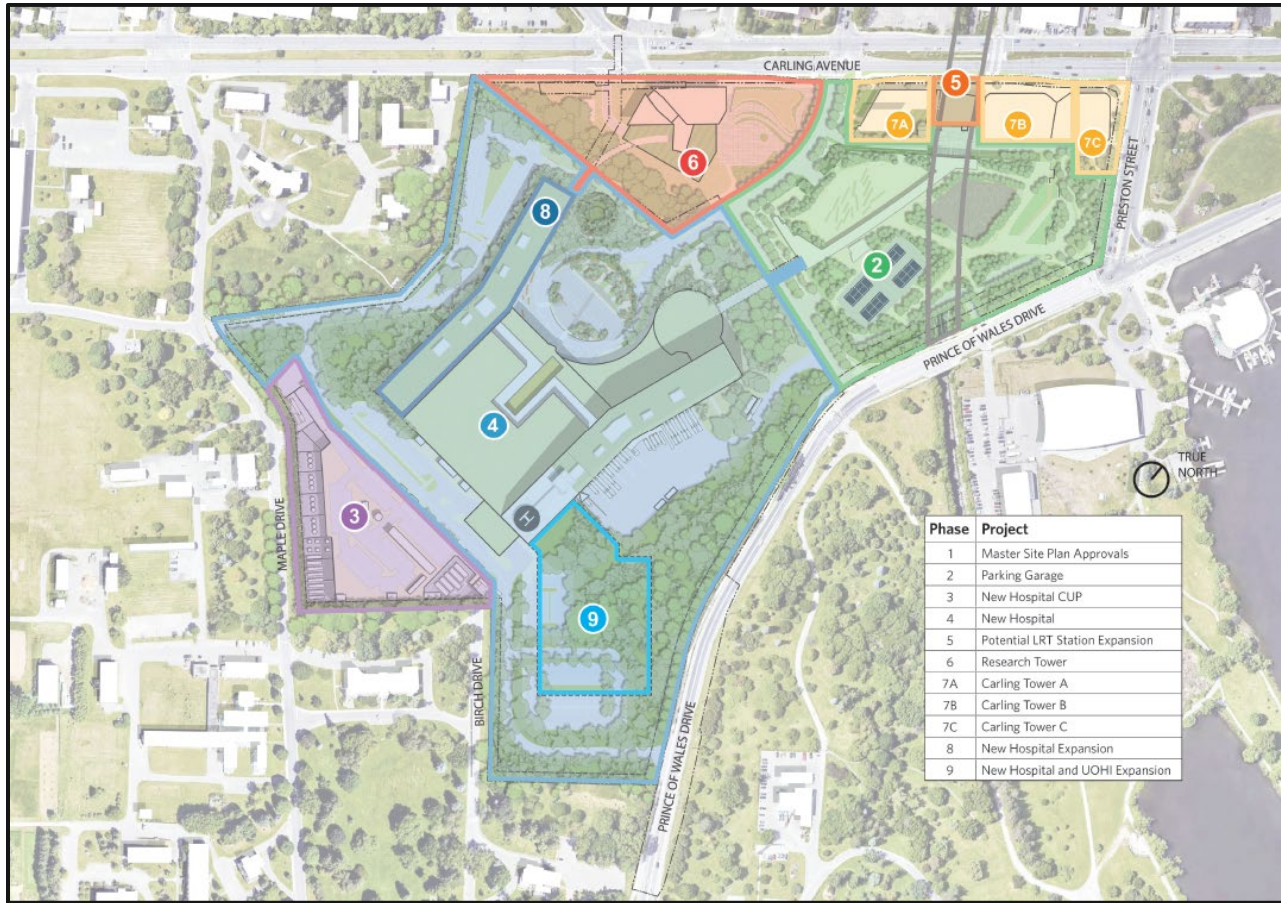 CARLING AVENUE
5
7A
7B
7C
PRESTON STREET
6
8
2
PRINCE OF WALES DRIVE
4
TRUE
NORTH
3
MAPLE DRIVE
H
9
BIRCH DRIVE
PRINCE OF WALES DRIVE
Phase Project
1 Master Site Plan Approvals
2 Parking Garage
3 New Hospital CUP
4 New Hospital
5 Potential LRT Station Expansion
6 Research Tower
7A Carling Tower A
7B Carling Tower B
7C Carling Tower C
8 New Hospital Expansion
9 New Hospital and UOHI Expansion